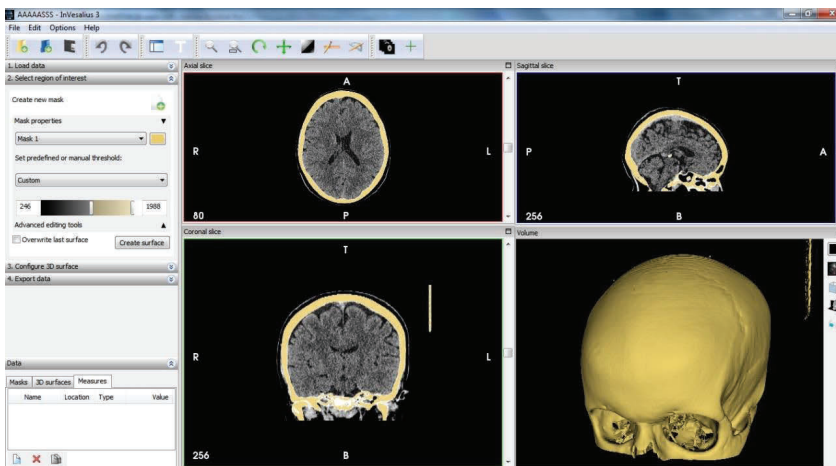 AAAAASSS - InVesalius 3
File Edit Options Help
1. Load data
2. Select region of interest
Create new mask
Mask properties
Mask 1
Set predefined or manual threshold:
Custom
246 1988
Advanced editing tools
Overwrite last surface Create surface
3. Configure 3D surface
4. Export data
Data
Masks 3D surfaces Measures
Name Location Type Value
Axial slice
A
R L
80 P
Sagittal slice
T
P A
256 B
Coronal slice
T
R L
256 B
Volume